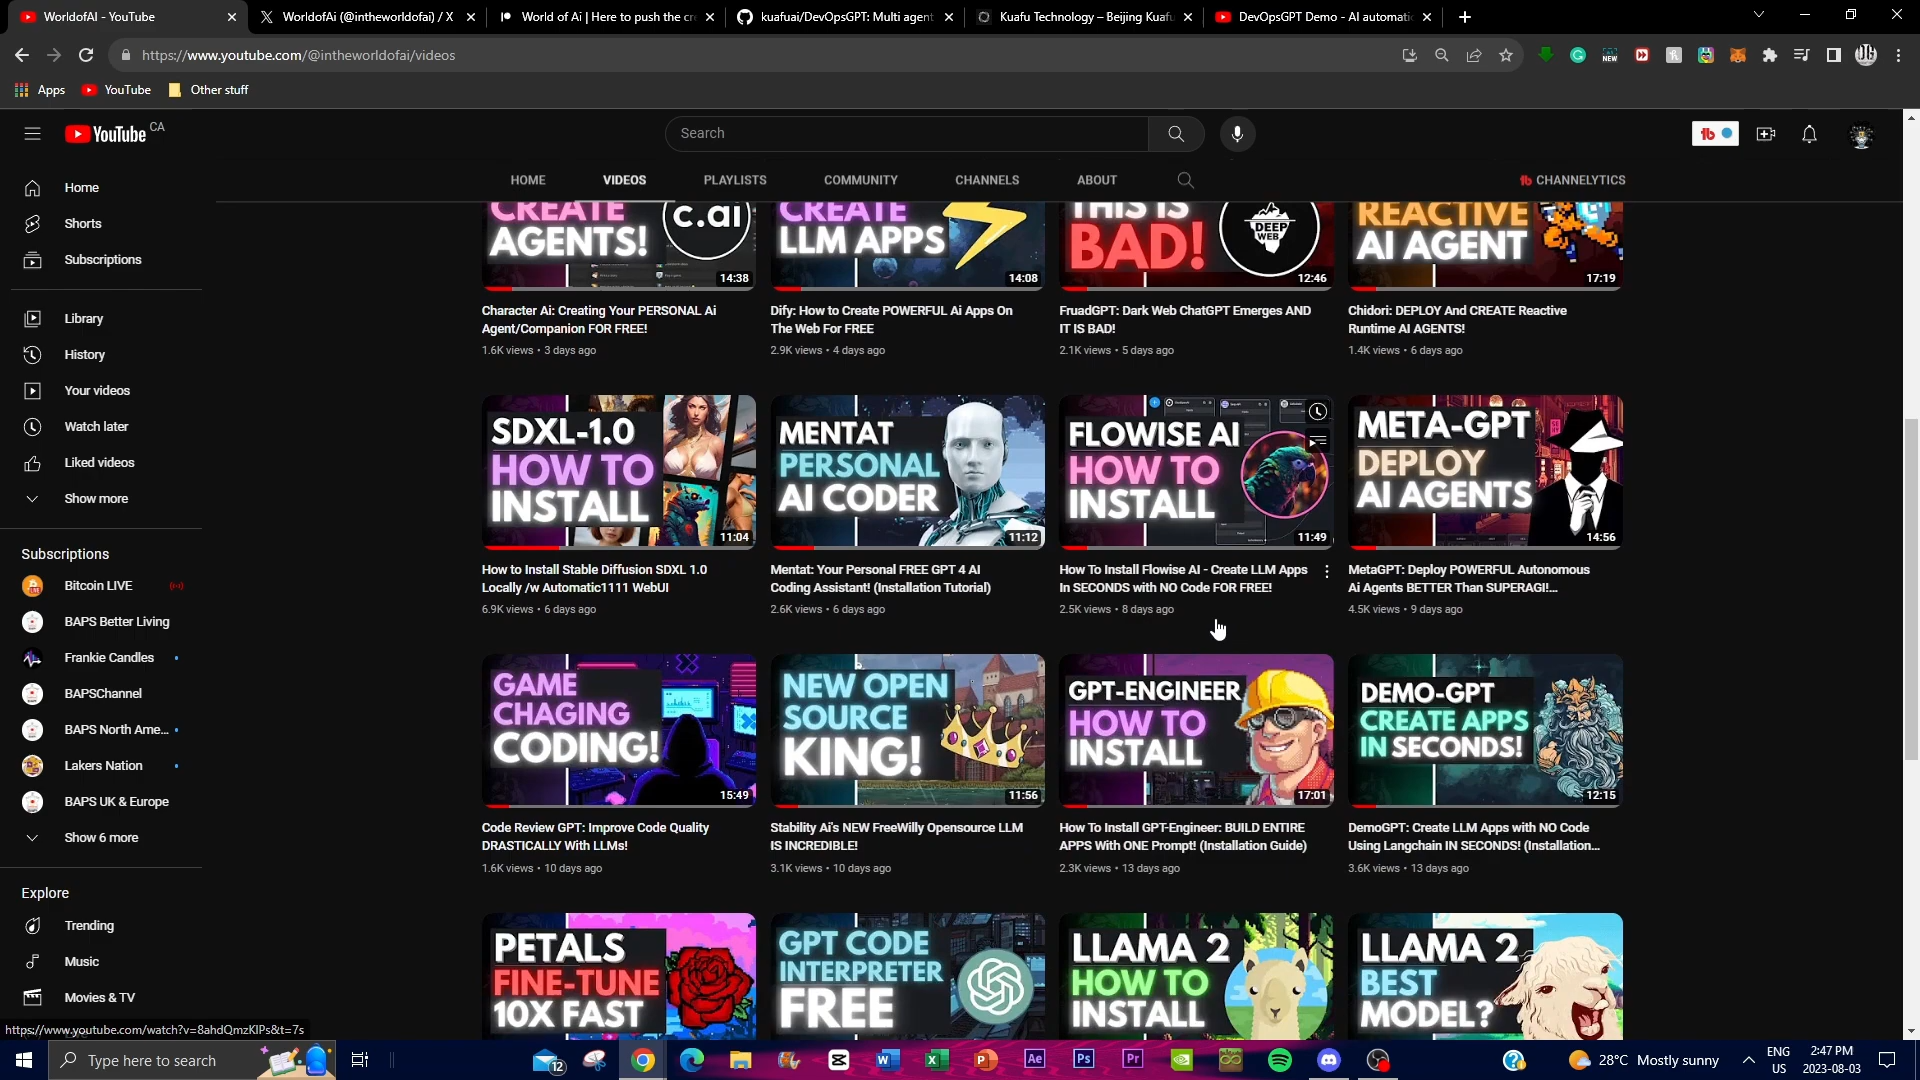 WorldofAi - YouTube
WorldofAi (@intheworldofai) / X
World of Ai | Here to push the cr
kuafuai/DevOpsGPT: Multi agent
Kuafu Technology – Beijing Kuafu
DevOpsGPT Demo - AI automatic
https://www.youtube.com/@intheworldofai/videos
NEW
Apps
YouTube
Other stuff
YouTube CA
Search
HOME
VIDEOS
PLAYLISTS
COMMUNITY
CHANNELS
ABOUT
CHANNELYTICS
Home
Shorts
Subscriptions
Library
History
Your videos
Watch later
Liked videos
Show more
Subscriptions
Bitcoin LIVE
BAPS Better Living
Frankie Candles
BAPSChannel
BAPS North Ame...
Lakers Nation
BAPS UK & Europe
Show 6 more
Explore
Trending
Music
Movies & TV
CREATE
AGENTS!
c.ai
14:38
CREATE
LLM APPS
14:08
THIS IS
BAD!
DEEP
WEB
12:46
REACTIVE
AI AGENT
17:19
Character Ai: Creating Your PERSONAL Ai
Agent/Companion FOR FREE!
1.6K views • 3 days ago
Dify: How to Create POWERFUL Ai Apps On
The Web For FREE
2.9K views • 4 days ago
FruadGPT: Dark Web ChatGPT Emerges AND
IT IS BAD!
2.1K views • 5 days ago
Chidori: DEPLOY And CREATE Reactive
Runtime AI AGENTS!
1.4K views • 6 days ago
SDXL-1.0
HOW TO
INSTALL
11:04
MENTAT
PERSONAL
AI CODER
11:12
FLOWISE AI
HOW TO
INSTALL
11:49
META-GPT
DEPLOY
AI AGENTS
14:56
How to Install Stable Diffusion SDXL 1.0
Locally /w Automatic1111 WebUI
6.9K views • 6 days ago
Mentat: Your Personal FREE GPT 4 AI
Coding Assistant! (Installation Tutorial)
2.6K views • 6 days ago
How To Install Flowise AI - Create LLM Apps
In SECONDS with NO Code FOR FREE!
2.5K views • 8 days ago
MetaGPT: Deploy POWERFUL Autonomous
Ai Agents BETTER Than SUPERAGI!...
4.5K views • 9 days ago
GAME
CHAGING
CODING!
15:49
NEW OPEN
SOURCE
KING!
11:56
GPT-ENGINEER
HOW TO
INSTALL
17:01
DEMO-GPT
CREATE APPS
IN SECONDS!
12:15
Code Review GPT: Improve Code Quality
DRASTICALLY With LLMs!
1.6K views • 10 days ago
Stability Ai's NEW FreeWilly Opensource LLM
IS INCREDIBLE!
3.1K views • 10 days ago
How To Install GPT-Engineer: BUILD ENTIRE
APPS With ONE Prompt! (Installation Guide)
2.3K views • 13 days ago
DemoGPT: Create LLM Apps with NO Code
Using Langchain IN SECONDS! (Installation...
3.6K views • 13 days ago
PETALS
FINE-TUNE
10X FAST
GPT CODE
INTERPRETER
FREE
LLAMA 2
HOW TO
INSTALL
LLAMA 2
BEST
MODEL?
https://www.youtube.com/watch?v=8ahdQmzKlPs&t=7s
Type here to search
12
Ae
Ps
Pr
28°C Mostly sunny
ENG
US
2:47 PM
2023-08-03